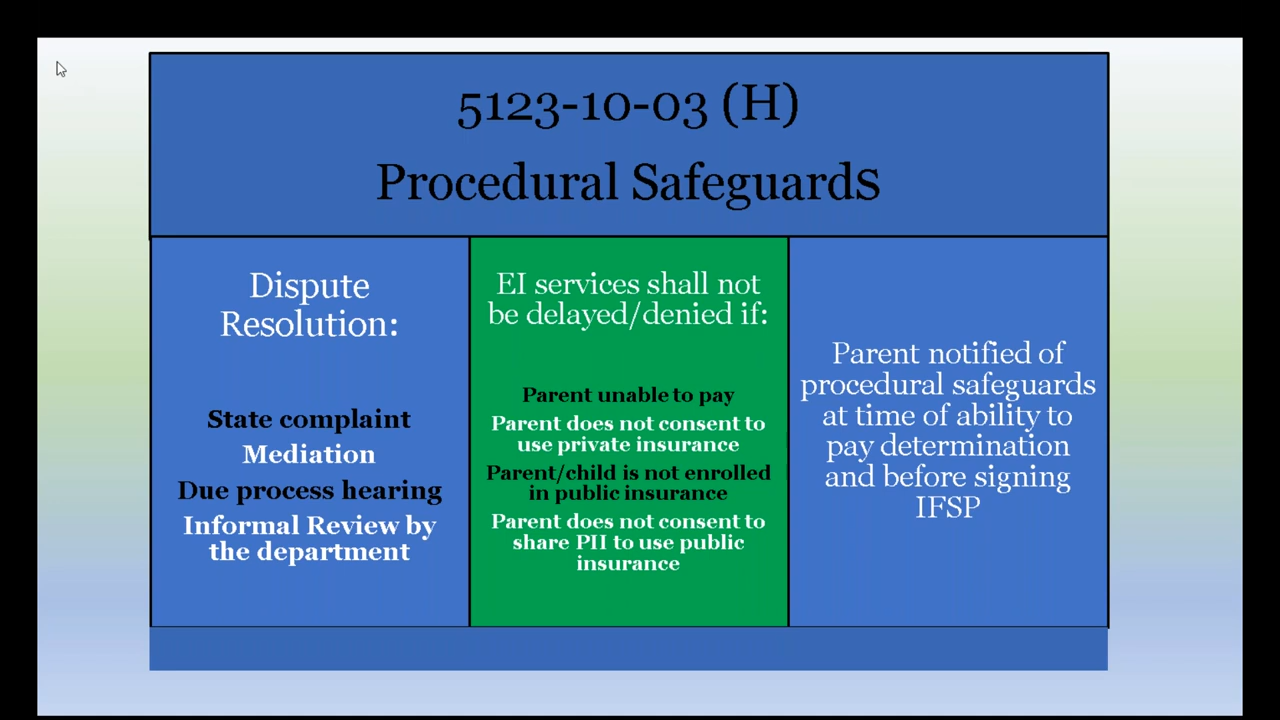 5123-10-03 (H)
Procedural Safeguards
Dispute
Resolution:
State complaint
Mediation
Due process hearing
Informal Review by
the department
EI services shall not
be delayed/denied if:
Parent unable to pay
Parent does not consent to
use private insurance
Parent/child is not enrolled
in public insurance
Parent does not consent to
share PII to use public
insurance
Parent notified of
procedural safeguards
at time of ability to
pay determination
and before signing
IFSP